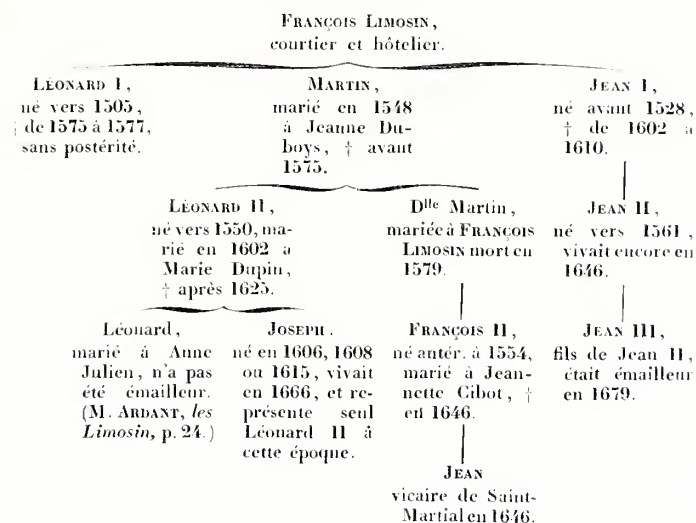 FRANÇOIS LIMOSIN,
courtier et hôtelier.
LÉONARD I,
né vers 1505,
† de 1575 à 1577,
sans postérité.
MARTIN,
marié en 1548
à Jeanne Du-
boys, † avant
1575.
JEAN I,
né avant 1528,
† de 1602 a
1610.
LÉONARD II,
né vers 1550, ma-
rié en 1602 a
Marie Dupin,
† après 1625.
Dlle Martin,
mariée à FRANÇOIS
LIMOSIN mort en
1579.
JEAN II,
né vers 1561,
vivait encore en
1646.
Léonard,
marié à Anne
Julien, n'a pas
été émailleur.
(M. ARDANT, les
Limosin, p. 24.)
JOSEPH.
né en 1606, 1608
ou 1615, vivait
en 1666, et re-
présente seul
Léonard II à
cette époque.
FRANÇOIS II,
né antér. à 1554,
marié à Jean-
nette Cibot, †
en 1646.
JEAN III,
fils de Jean II,
était émailleur
en 1679.
JEAN
vicaire de Saint-
Martial en 1646.